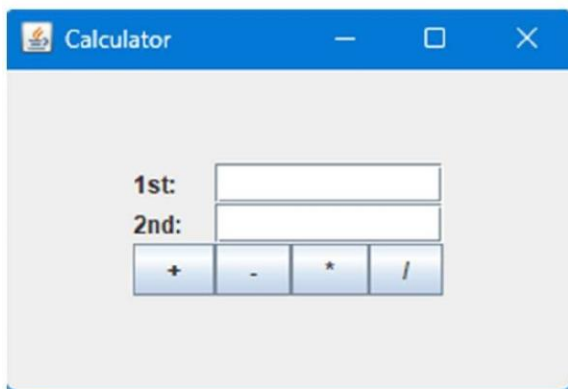 Calculator
1st:
2nd:
+ - * /